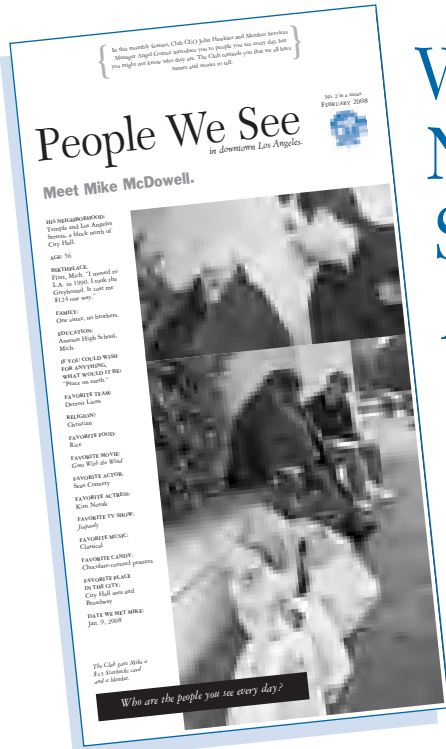 In this monthly feature, Club CEO John Hawkins and Member Services
Manager Angel Gomez introduce you to people you see every day, but
you might not know who they are. The Club reminds you that we all have
names and stories to tell.
No. 2 in a series.
FEBRUARY 2008
People We See
in downtown Los Angeles.
Meet Mike McDowell.
HIS NEIGHBORHOOD:
Temple and Los Angeles
Streets, a block north of
City Hall.
AGE: 56
BIRTHPLACE:
Flint, Mich. "I moved to
L.A. in 1990. I took the
Greyhound. It cost me
$124 one way."
FAMILY:
One sister, no brothers.
EDUCATION:
High School,
Mich.
IF YOU COULD WISH
FOR ANYTHING,
WHAT WOULD IT BE?
"Peace on earth."
FAVORITE TEAM:
Detroit Lions
RELIGION:
Christian
FAVORITE FOOD:
Rice
FAVORITE MOVIE:
Gone With the Wind
FAVORITE ACTOR:
Sean Connery
FAVORITE ACTRESS:
Kim Novak
FAVORITE TV SHOW:
Jeopardy
FAVORITE MUSIC:
Classical
FAVORITE CANDY:
Chocolate-covered peanuts
FAVORITE PLACE
IN THE CITY:
City Hall area and
Broadway
DATE WE MET MIKE:
Jan. 9, 2008
The Club gave Mike a
$25 Starbucks card
and a blanket.
Who are the people you see every day?
W
N
S